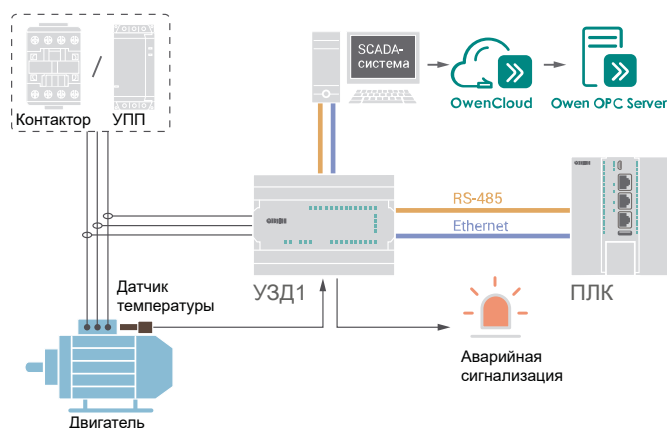 SCADA-
система
OwenCloud
Owen OPC Server
Контактор
/
УПП
RS-485
Ethernet
УЗД1
ПЛК
Датчик
температуры
Аварийная
сигнализация
Двигатель